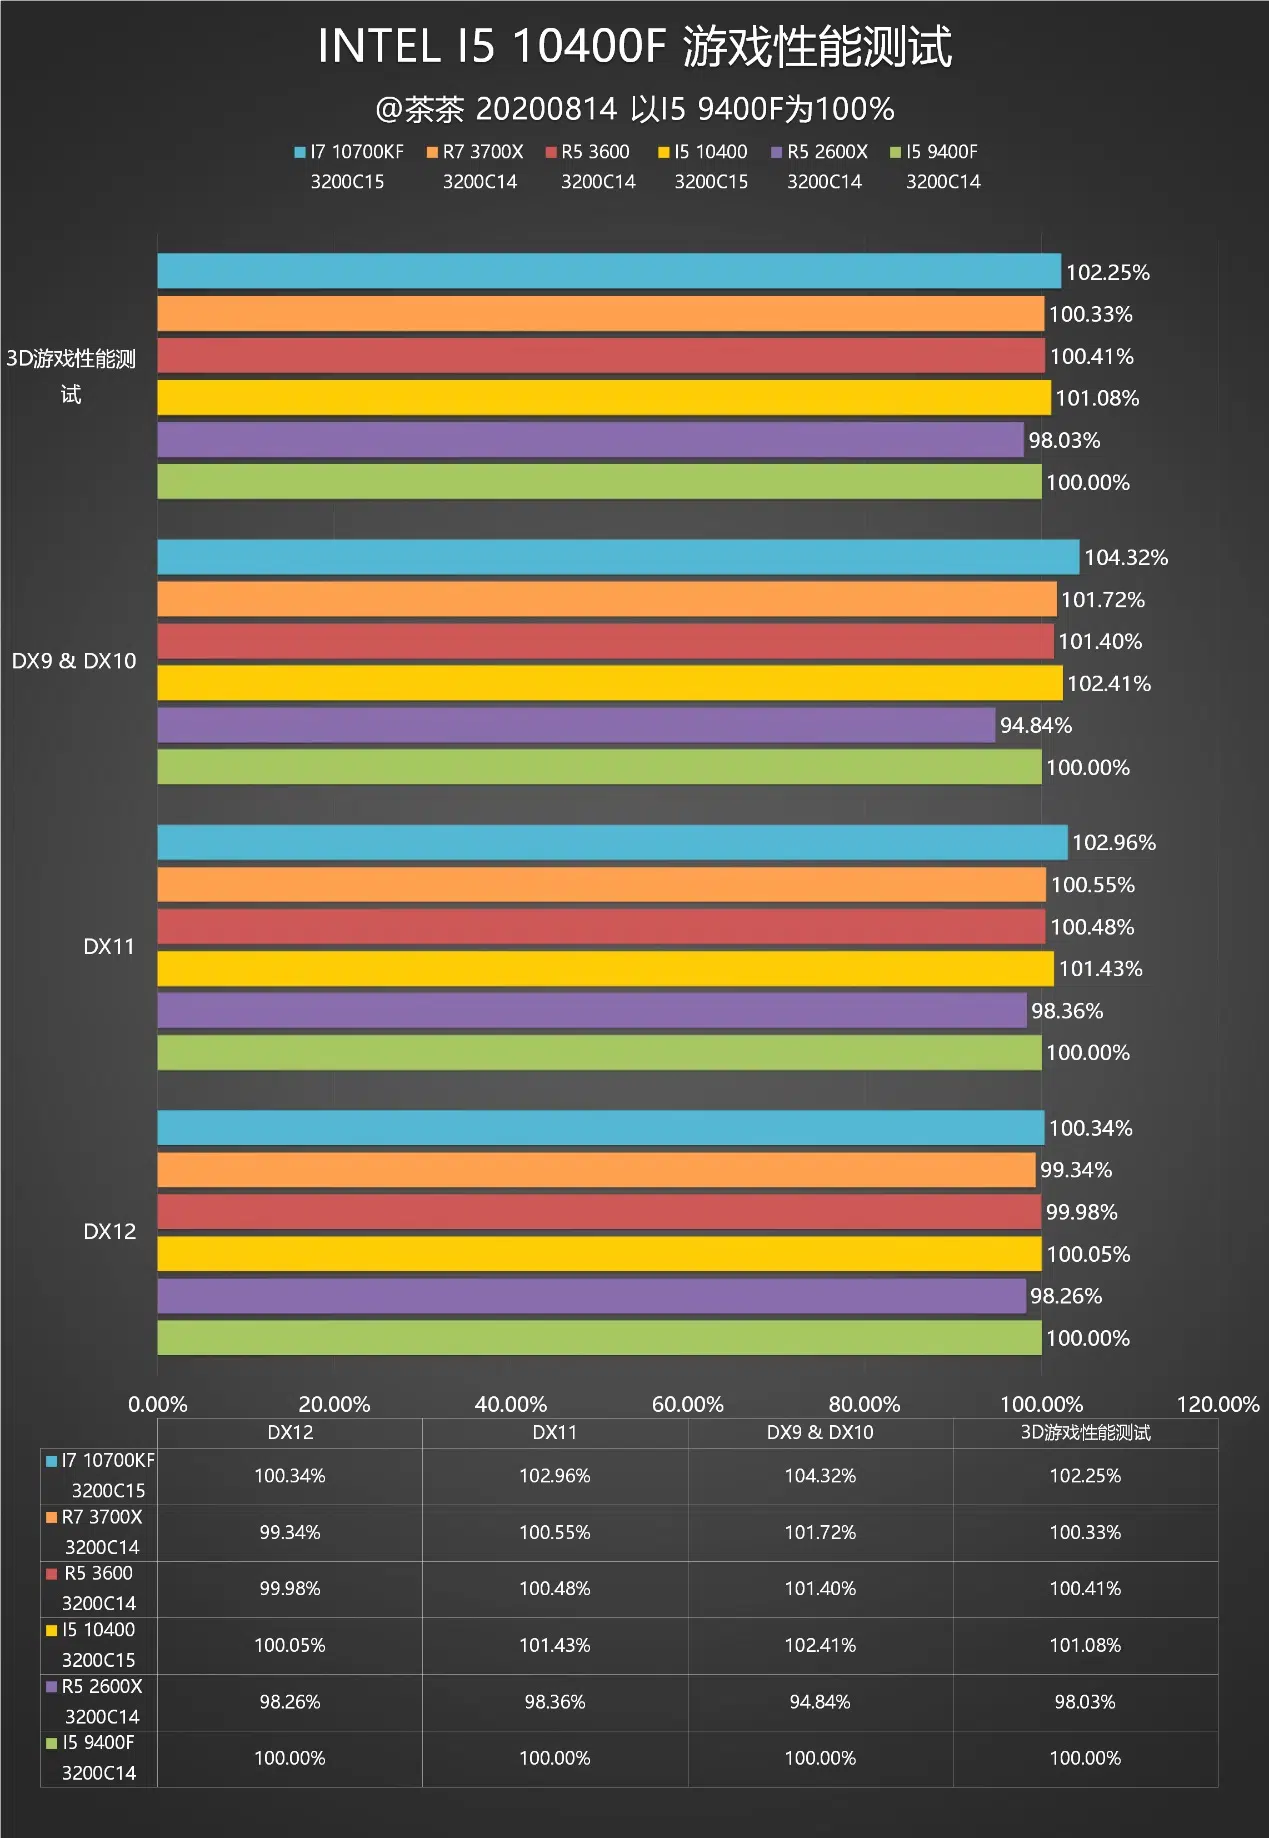 INTEL I5 10400F 游戏性能测试
@茶茶 20200814 以I5 9400F为100%
I7 10700KF R7 3700X R5 3600 I5 10400 R5 2600X I5 9400F
3200C15 3200C14 3200C14 3200C15 3200C14 3200C14
3D游戏性能测
试
102.25%
100.33%
100.41%
101.08%
98.03%
100.00%
DX9 & DX10
104.32%
101.72%
101.40%
102.41%
94.84%
100.00%
DX11
102.96%
100.55%
100.48%
101.43%
98.36%
100.00%
DX12
100.34%
99.34%
99.98%
100.05%
98.26%
100.00%
0.00% 20.00% 40.00% 60.00% 80.00% 100.00% 120.00%
DX12 DX11 DX9 & DX10 3D游戏性能测试
I7 10700KF
3200C15
100.34% 102.96% 104.32% 102.25%
R7 3700X
3200C14
99.34% 100.55% 101.72% 100.33%
R5 3600
3200C14
99.98% 100.48% 101.40% 100.41%
I5 10400
3200C15
100.05% 101.43% 102.41% 101.08%
R5 2600X
3200C14
98.26% 98.36% 94.84% 98.03%
I5 9400F
3200C14
100.00% 100.00% 100.00% 100.00%